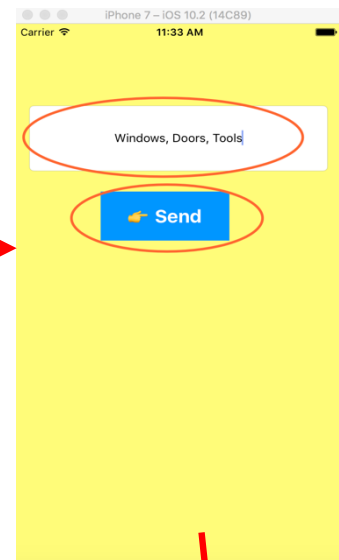 iPhone 7 – iOS 10.2 (14C89)
Carrier 11:33 AM
Windows, Doors, Tools
👉 Send